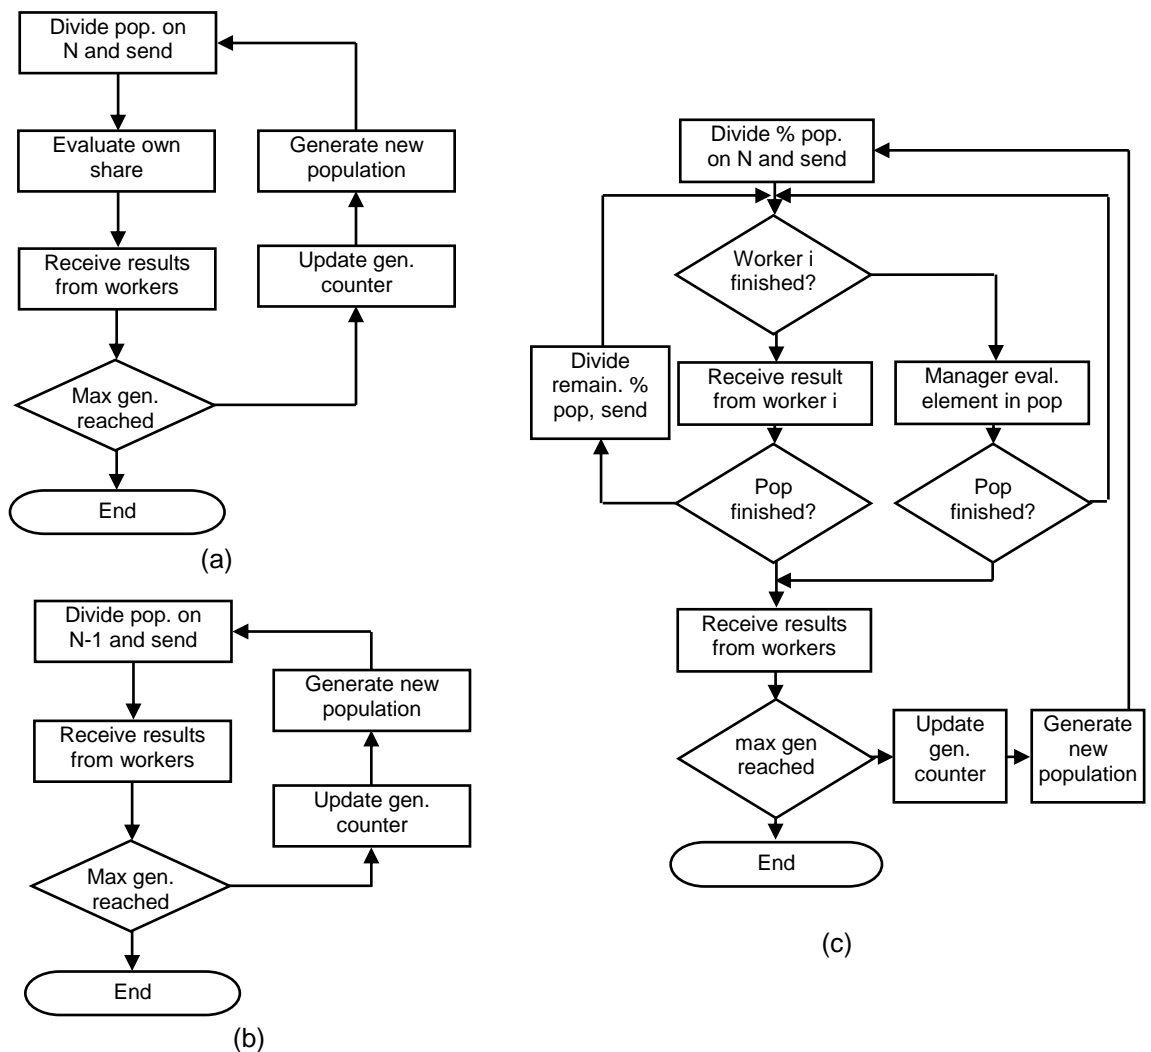 Divide pop. on
N and send
Evaluate own
share
Generate new
population
Receive results
from workers
Update gen.
counter
Max gen.
reached
End
(a)
Divide pop. on
N-1 and send
Generate new
population
Receive results
from workers
Update gen.
counter
Max gen.
reached
End
(b)
Divide % pop.
on N and send
Worker i
finished?
Divide
remain. %
pop, send
Receive result
from worker i
Manager eval.
element in pop
Pop
finished?
Pop
finished?
Receive results
from workers
max gen
reached
Update
gen.
counter
Generate
new
population
End
(c)